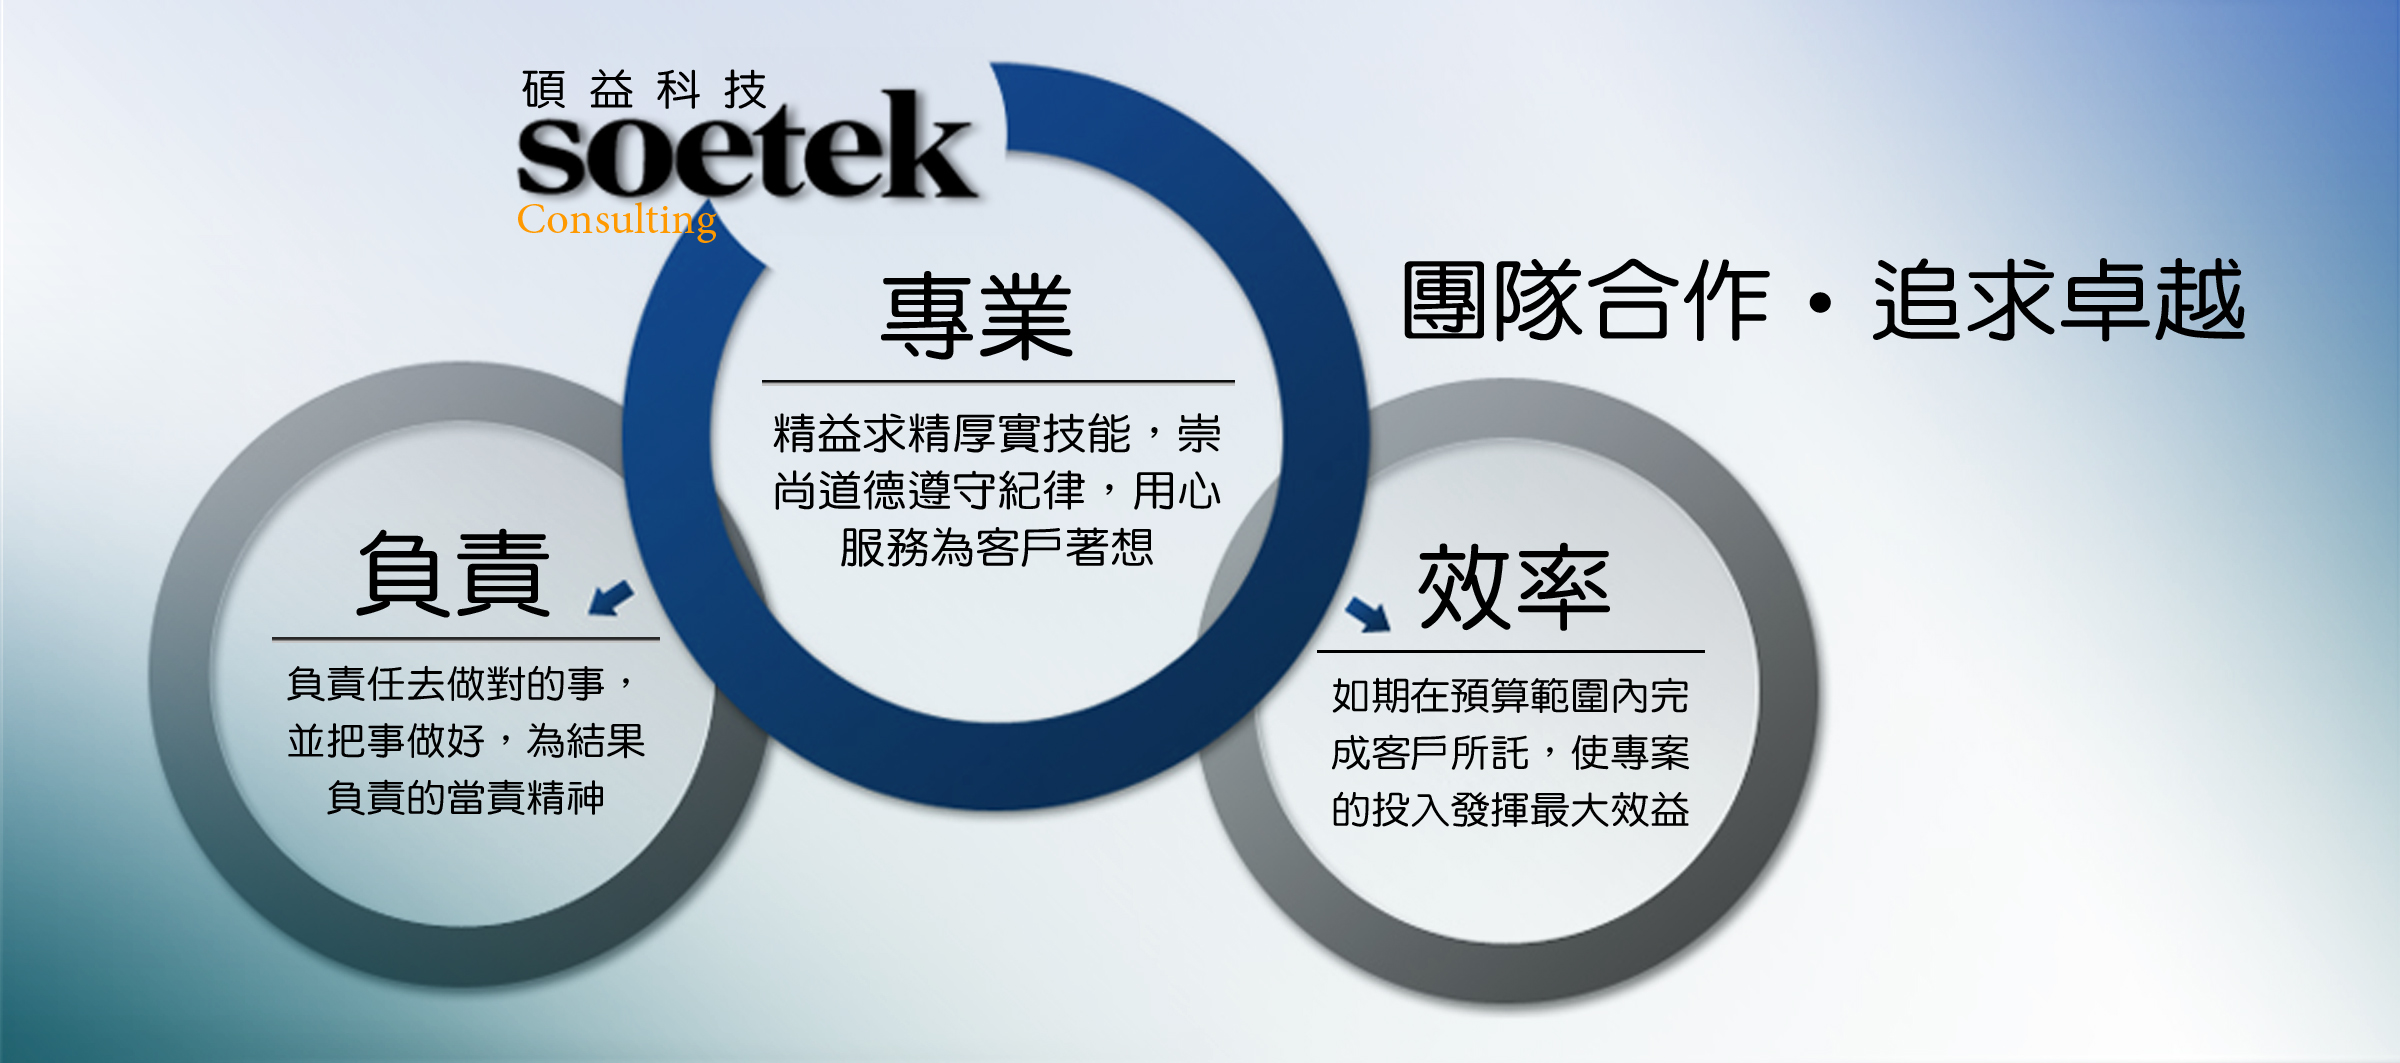 碩益科技
soetek
Consulting
團隊合作・追求卓越
專業
精益求精厚實技能，崇
尚道德遵守紀律，用心
服務為客戶著想
負責
負責任去做對的事，
並把事做好，為結果
負責的當責精神
效率
如期在預算範圍內完
成客戶所託，使專案
的投入發揮最大效益